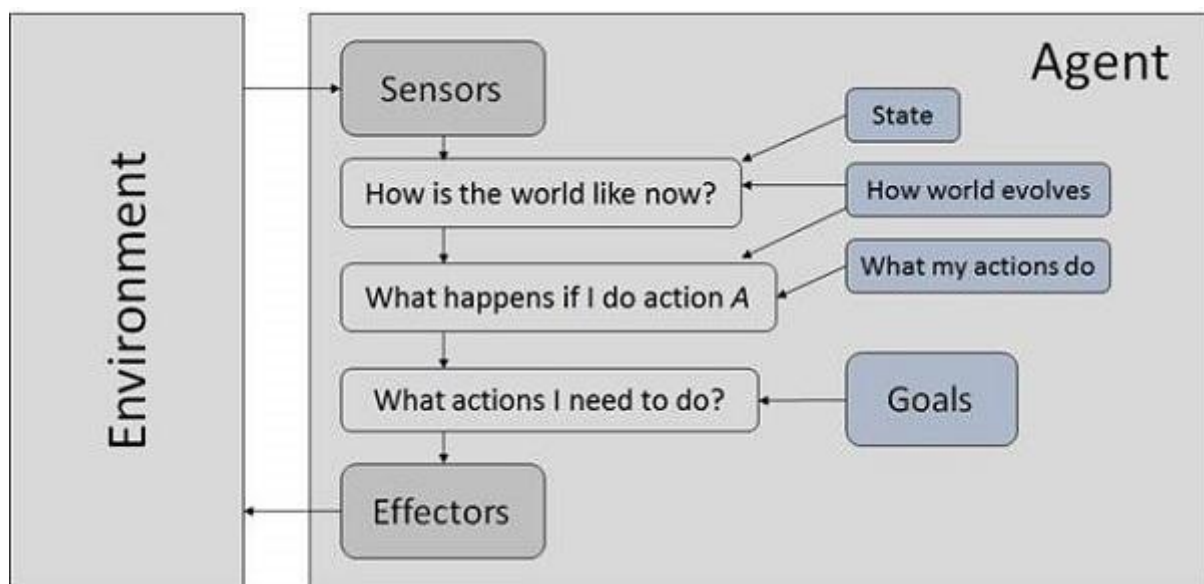 Environment
Agent
Sensors
State
How is the world like now?
How world evolves
What my actions do
What happens if I do action A
What actions I need to do?
Goals
Effectors